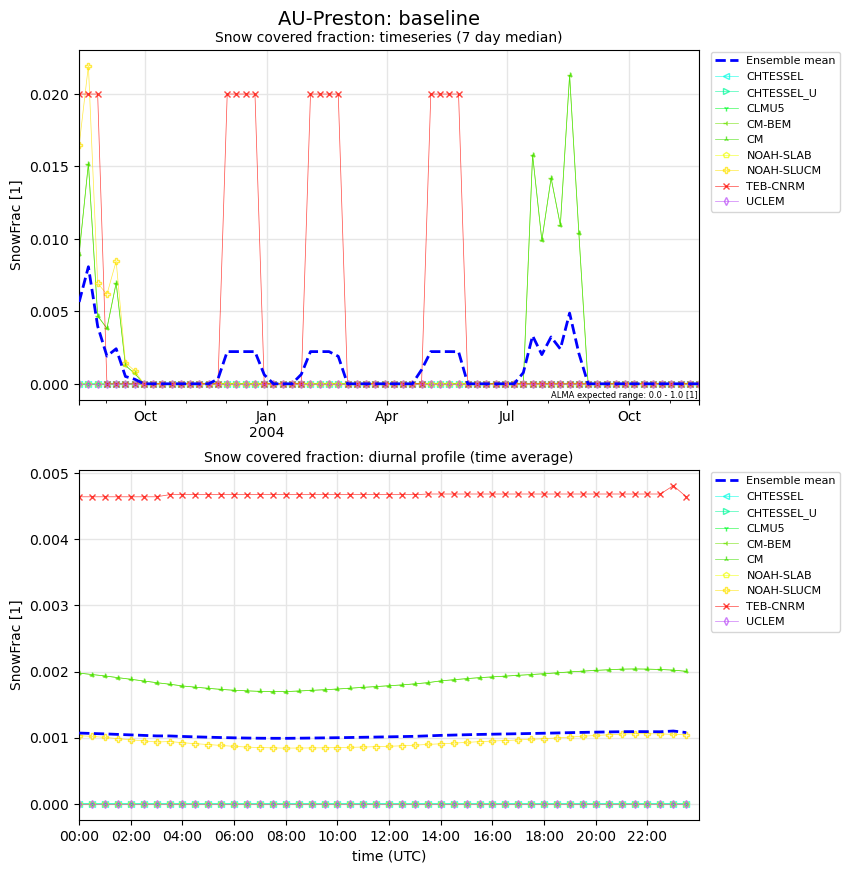 AU-Preston: baseline
Snow covered fraction: timeseries (7 day median)
SnowFrac [1]
0.020
0.015
0.010
0.005
0.000
Oct
Jan
2004
Apr
Jul
Oct
ALMA expected range: 0.0 - 1.0 [1]
Ensemble mean
CHTESSEL
CHTESSEL_U
CLMU5
CM-BEM
CM
NOAH-SLAB
NOAH-SLUCM
TEB-CNRM
UCLEM
Snow covered fraction: diurnal profile (time average)
SnowFrac [1]
0.005
0.004
0.003
0.002
0.001
0.000
00:00
02:00
04:00
06:00
08:00
10:00
12:00
14:00
16:00
18:00
20:00
22:00
time (UTC)
Ensemble mean
CHTESSEL
CHTESSEL_U
CLMU5
CM-BEM
CM
NOAH-SLAB
NOAH-SLUCM
TEB-CNRM
UCLEM